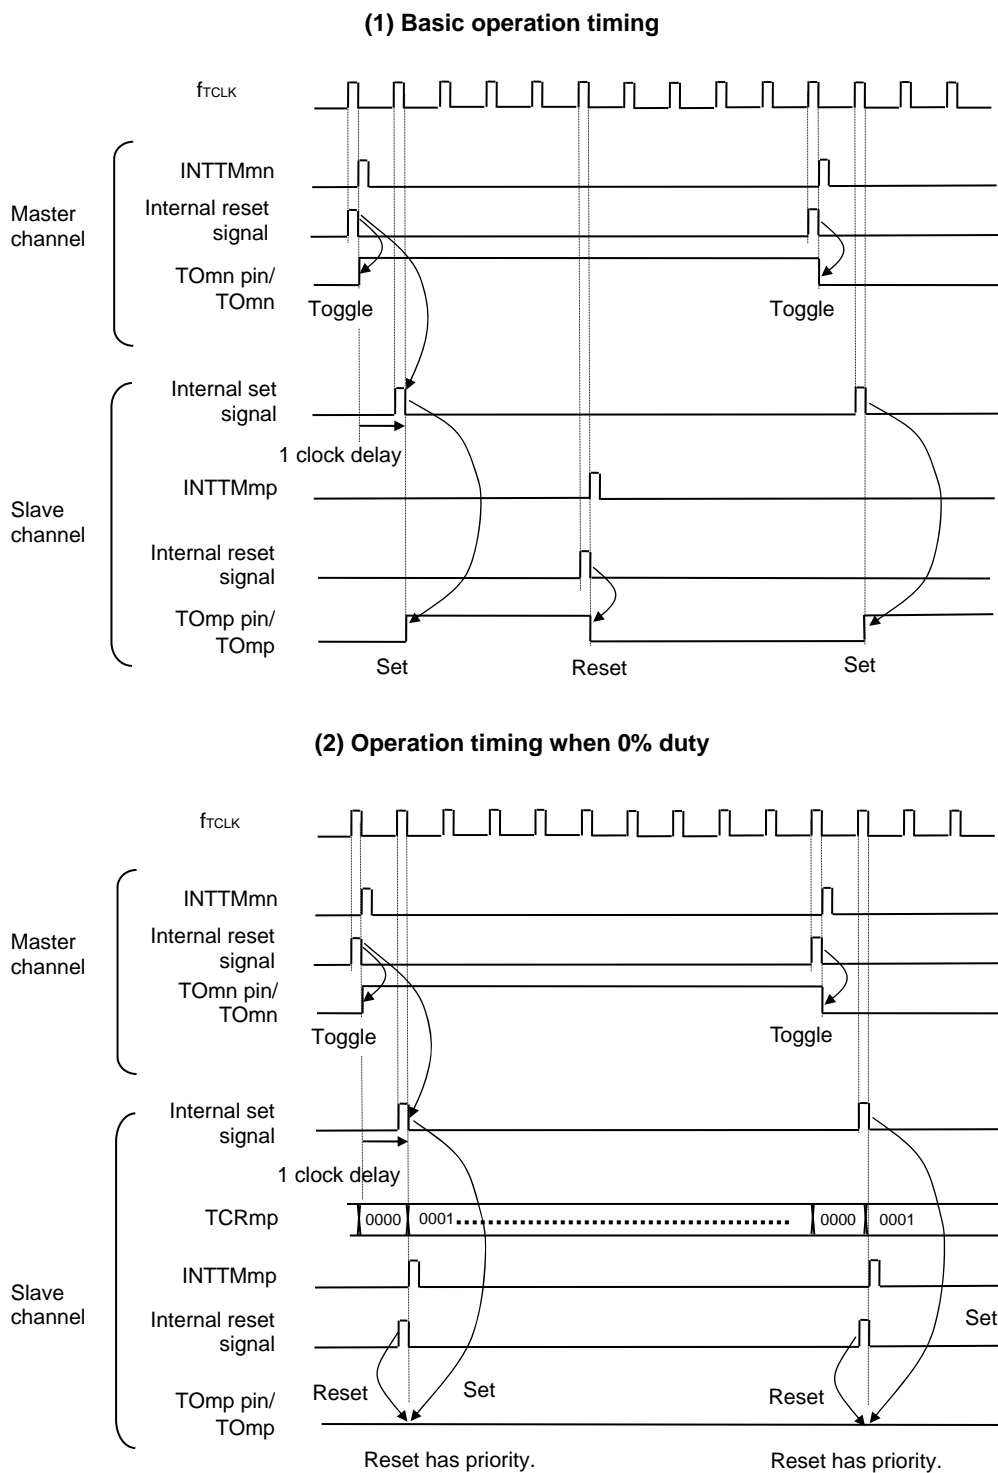 (1) Basic operation timing
fTCLK
INTTMmn
Internal reset
signal
Master
channel
TOmn pin/
TOmn
Toggle
Toggle
Internal set
signal
1 clock delay
INTTMmp
Slave
channel
Internal reset
signal
TOmp pin/
TOmp
Set
Reset
Set
(2) Operation timing when 0% duty
fTCLK
INTTMmn
Internal reset
signal
Master
channel
TOmn pin/
TOmn
Toggle
Toggle
Internal set
signal
1 clock delay
TCRmp
0000
0001
0000
0001
INTTMmp
Slave
channel
Internal reset
signal
Set
Reset
Set
Reset
TOmp pin/
TOmp
Reset has priority.
Reset has priority.